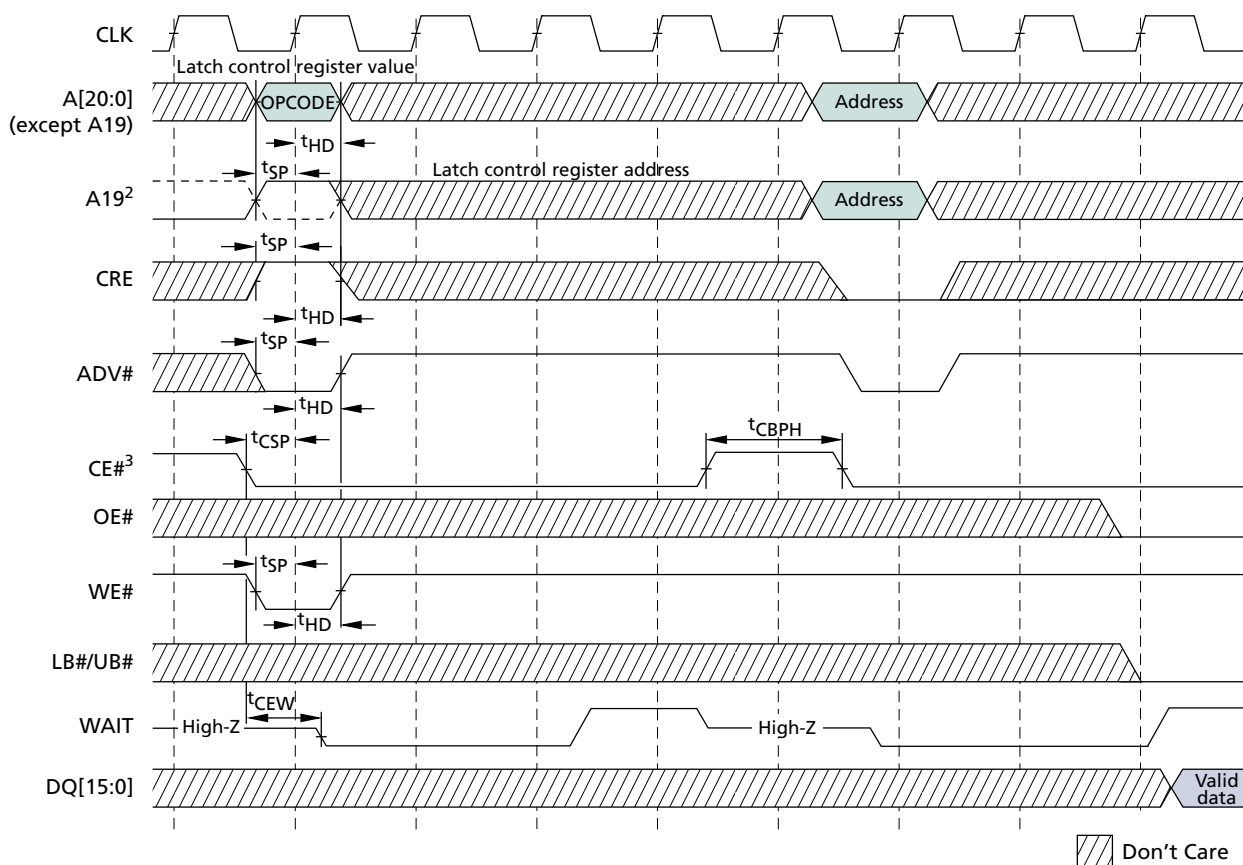 CLK
Latch control register value
A[20:0]
(except A19)
OPCODE
Address
tHD
tSP
Latch control register address
A19²
Address
tSP
CRE
tHD
tSP
ADV#
tHD
tCSP
tCBPH
CE#³
OE#
tSP
WE#
tHD
LB#/UB#
tCEW
WAIT
High-Z
High-Z
DQ[15:0]
Valid
data
Don't Care